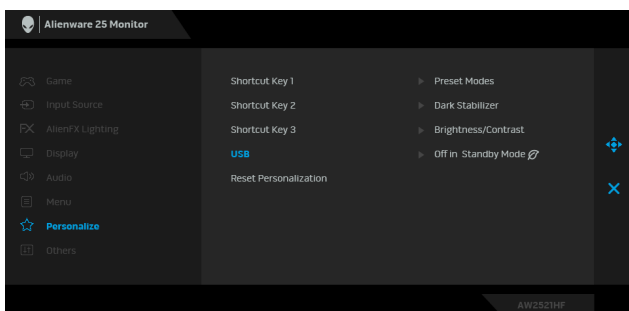 Alienware 25 Monitor
Game
Input Source
AlienFX Lighting
Display
Audio
Menu
Personalize
Others
Shortcut Key 1 Preset Modes
Shortcut Key 2 Dark Stabilizer
Shortcut Key 3 Brightness/Contrast
USB Off in Standby Mode
Reset Personalization
AW2521HF